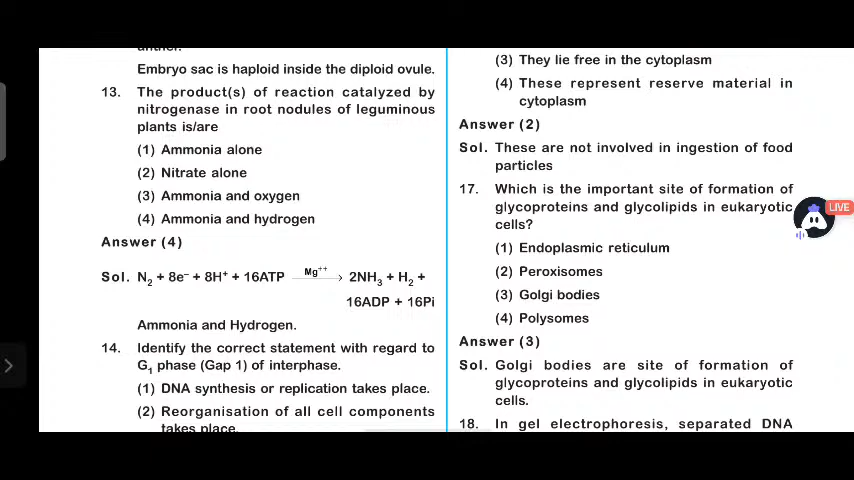 anther.
Embryo sac is haploid inside the diploid ovule.
13. The product(s) of reaction catalyzed by
nitrogenase in root nodules of leguminous
plants is/are
(1) Ammonia alone
(2) Nitrate alone
(3) Ammonia and oxygen
(4) Ammonia and hydrogen
Answer (4)
Sol. N₂ + 8e⁻ + 8H⁺ + 16ATP —Mg⁺⁺→ 2NH₃ + H₂ +
16ADP + 16Pi
Ammonia and Hydrogen.
14. Identify the correct statement with regard to
G₁ phase (Gap 1) of interphase.
(1) DNA synthesis or replication takes place.
(2) Reorganisation of all cell components
takes place.
(3) They lie free in the cytoplasm
(4) These represent reserve material in
cytoplasm
Answer (2)
Sol. These are not involved in ingestion of food
particles
17. Which is the important site of formation of
glycoproteins and glycolipids in eukaryotic
cells?
(1) Endoplasmic reticulum
(2) Peroxisomes
(3) Golgi bodies
(4) Polysomes
Answer (3)
Sol. Golgi bodies are site of formation of
glycoproteins and glycolipids in eukaryotic
cells.
18. In gel electrophoresis, separated DNA
LIVE